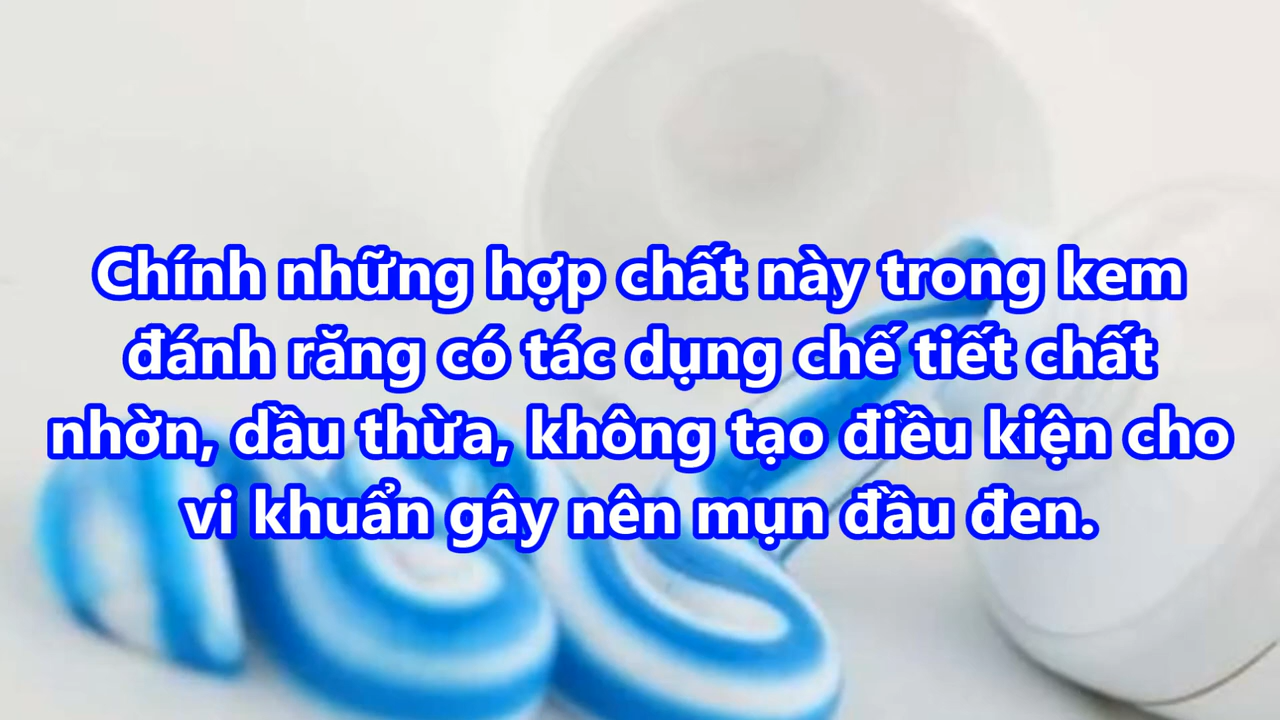 Chính những hợp chất này trong kem
đánh răng có tác dụng chế tiết chất
nhờn, dầu thừa, không tạo điều kiện cho
vi khuẩn gây nên mụn đầu đen.